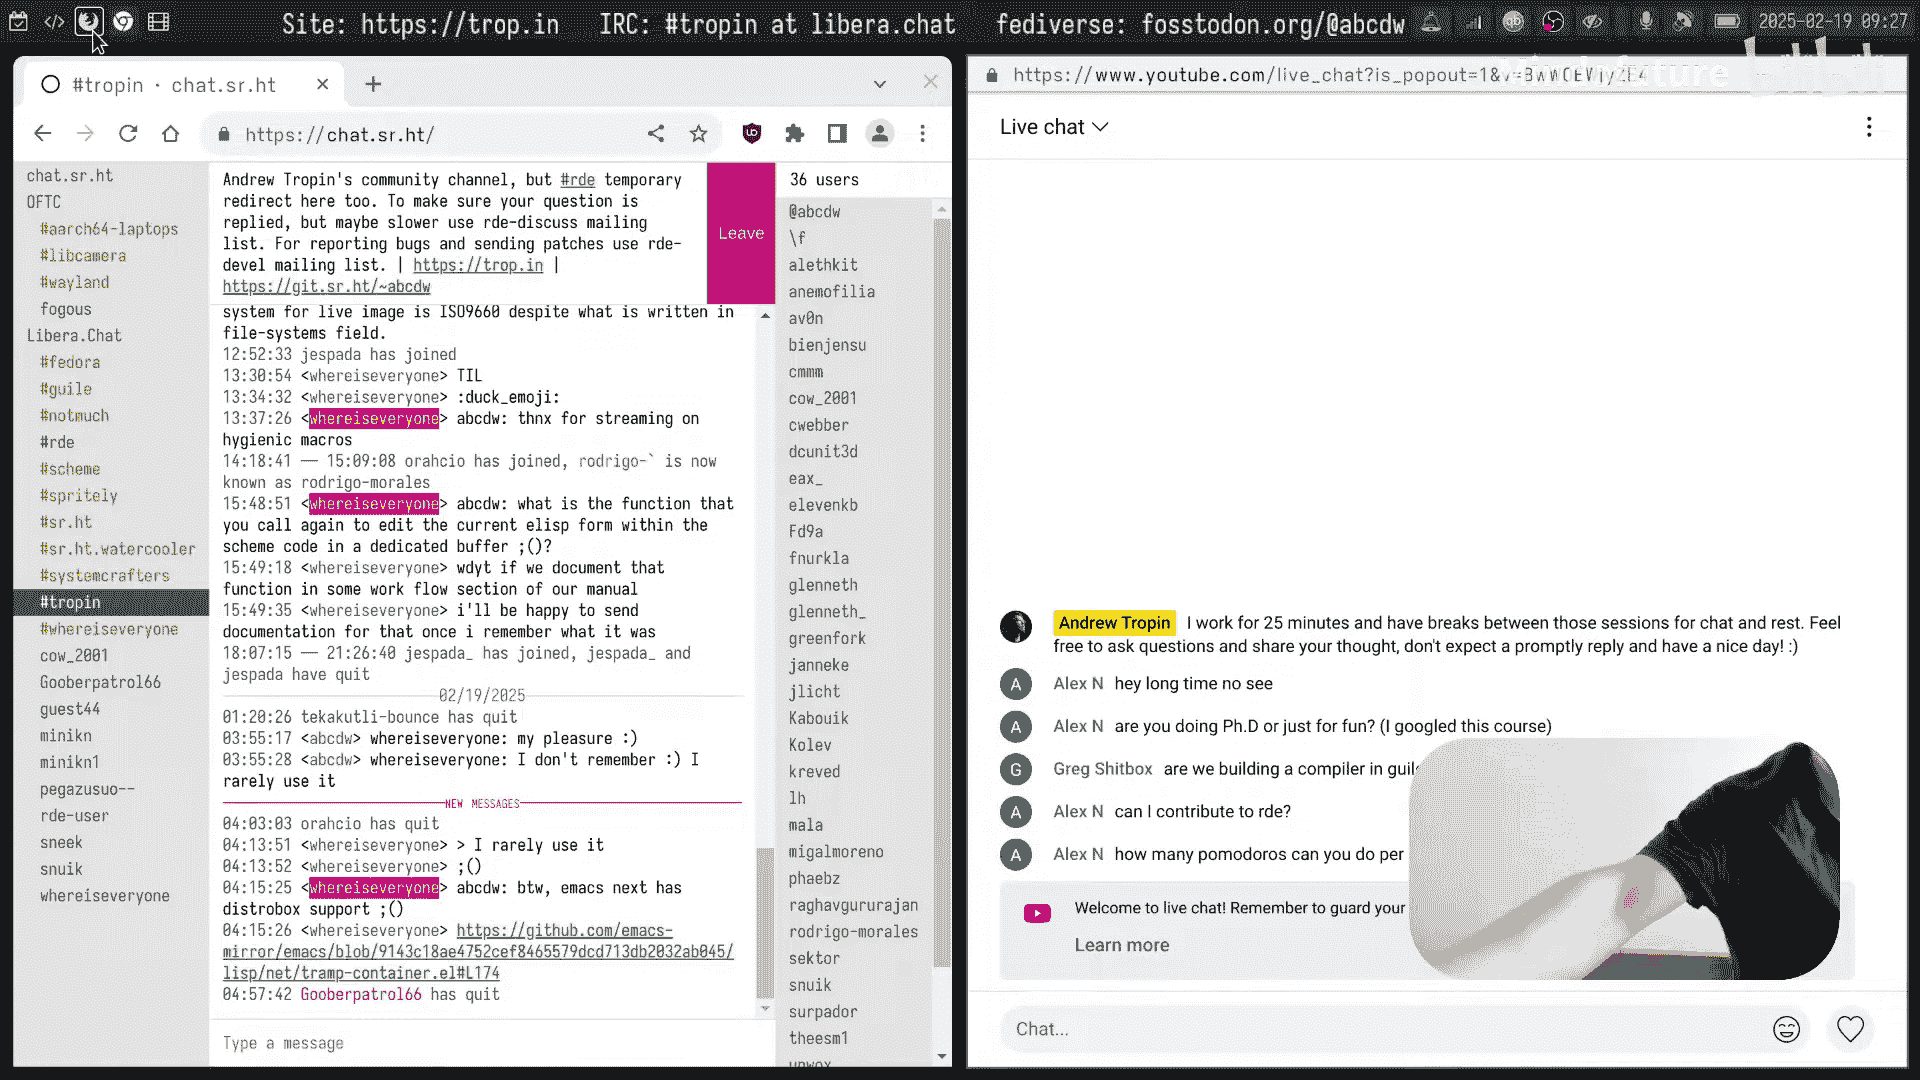 Site: https://trop.in IRC: #tropin at libera.chat fediverse: fosstodon.org/@abcdw
2025-02-19 09:27
#tropin · chat.sr.ht
https://chat.sr.ht/
chat.sr.ht
OFTC
#aarch64-laptops
#libcamera
#wayland
fogous
Libera.Chat
#fedora
#guile
#notmuch
#rde
#scheme
#spritely
#sr.ht
#sr.ht.watercooler
#systemcrafters
#tropin
#whereiseveryone
cow_2001
Gooberpatrol66
guest44
minikn
minikn1
pegazusuo--
rde-user
sneek
snuik
whereiseveryone
Andrew Tropin's community channel, but #rde temporary
redirect here too. To make sure your question is
replied, but maybe slower use rde-discuss mailing
list. For reporting bugs and sending patches use rde-
devel mailing list. | https://trop.in |
https://git.sr.ht/~abcdw
Leave
system for live image is ISO9660 despite what is written in
file-systems field.
12:52:33 jespada has joined
13:30:54 <whereiseveryone> TIL
13:34:32 <whereiseveryone> :duck_emoji:
13:37:26 <whereiseveryone> abcdw: thnx for streaming on
hygienic macros
14:18:41 — 15:09:08 orahcio has joined, rodrigo-` is now
known as rodrigo-morales
15:48:51 <whereiseveryone> abcdw: what is the function that
you call again to edit the current elisp form within the
scheme code in a dedicated buffer ;()?
15:49:18 <whereiseveryone> wdyt if we document that
function in some work flow section of our manual
15:49:35 <whereiseveryone> i'll be happy to send
documentation for that once i remember what it was
18:07:15 — 21:26:40 jespada_ has joined, jespada_ and
jespada have quit
02/19/2025
01:20:26 tekakutli-bounce has quit
03:55:17 <abcdw> whereiseveryone: my pleasure :)
03:55:28 <abcdw> whereiseveryone: I don't remember :) I
rarely use it
NEW MESSAGES
04:03:03 orahcio has quit
04:13:51 <whereiseveryone> > I rarely use it
04:13:52 <whereiseveryone> ;()
04:15:25 <whereiseveryone> abcdw: btw, emacs next has
distrobox support ;()
04:15:26 <whereiseveryone> https://github.com/emacs-
mirror/emacs/blob/9143c18ae4752cef8465579dcd713db2032ab045/
lisp/net/tramp-container.el#L174
04:57:42 Gooberpatrol66 has quit
Type a message
36 users
@abcdw
\f
alethkit
anemofilia
av0n
bienjensu
cmmm
cow_2001
cwebber
dcunit3d
eax_
elevenkb
Fd9a
fnurkla
glenneth
glenneth_
greenfork
janneke
jlicht
Kabouik
Kolev
kreved
lh
mala
migalmoreno
phaebz
raghavgururajan
rodrigo-morales
sektor
snuik
surpador
theesm1
https://www.youtube.com/live_chat?is_popout=1&
Live chat
Andrew Tropin I work for 25 minutes and have breaks between those sessions for chat and rest. Feel
free to ask questions and share your thought, don't expect a promptly reply and have a nice day! :)
A Alex N hey long time no see
A Alex N are you doing Ph.D or just for fun? (I googled this course)
G Greg Shitbox are we building a compiler in
A Alex N can I contribute to rde?
A Alex N how many pomodoros can you do per
Welcome to live chat! Remember to guard your
Learn more
Chat...